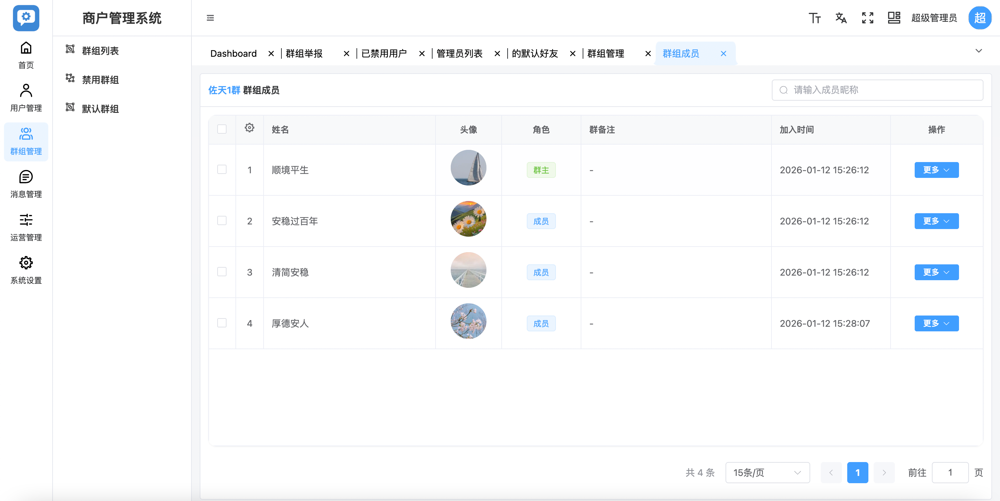 商户管理系统
超级管理员
超
首页
用户管理
群组管理
消息管理
运营管理
系统设置
群组列表
禁用群组
默认群组
Dashboard 群组举报 已禁用用户 管理员列表 的默认好友 群组管理 群组成员
佐天1群 群组成员
请输入成员昵称
姓名 头像 角色 群备注 加入时间 操作
1 顺境平生 群主 - 2026-01-12 15:26:12 更多
2 安稳过百年 成员 - 2026-01-12 15:26:12 更多
3 清简安稳 成员 - 2026-01-12 15:26:12 更多
4 厚德安人 成员 - 2026-01-12 15:28:07 更多
共 4 条 15条/页 1 前往 1 页